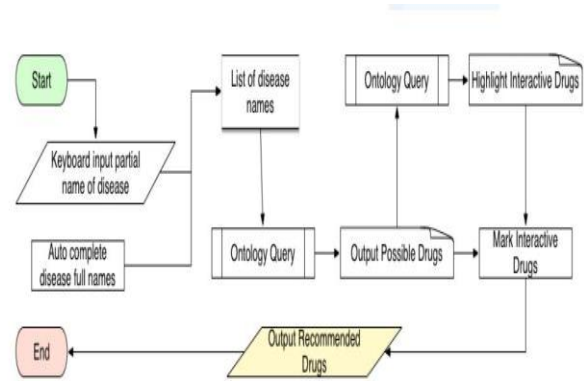 Start
Keyboard input partial
name of disease
Auto complete
disease full names
List of disease
names
Ontology Query
Output Possible Drugs
Ontology Query
Highlight Interactive Drugs
Mark Interactive
Drugs
Output Recommended
Drugs
End